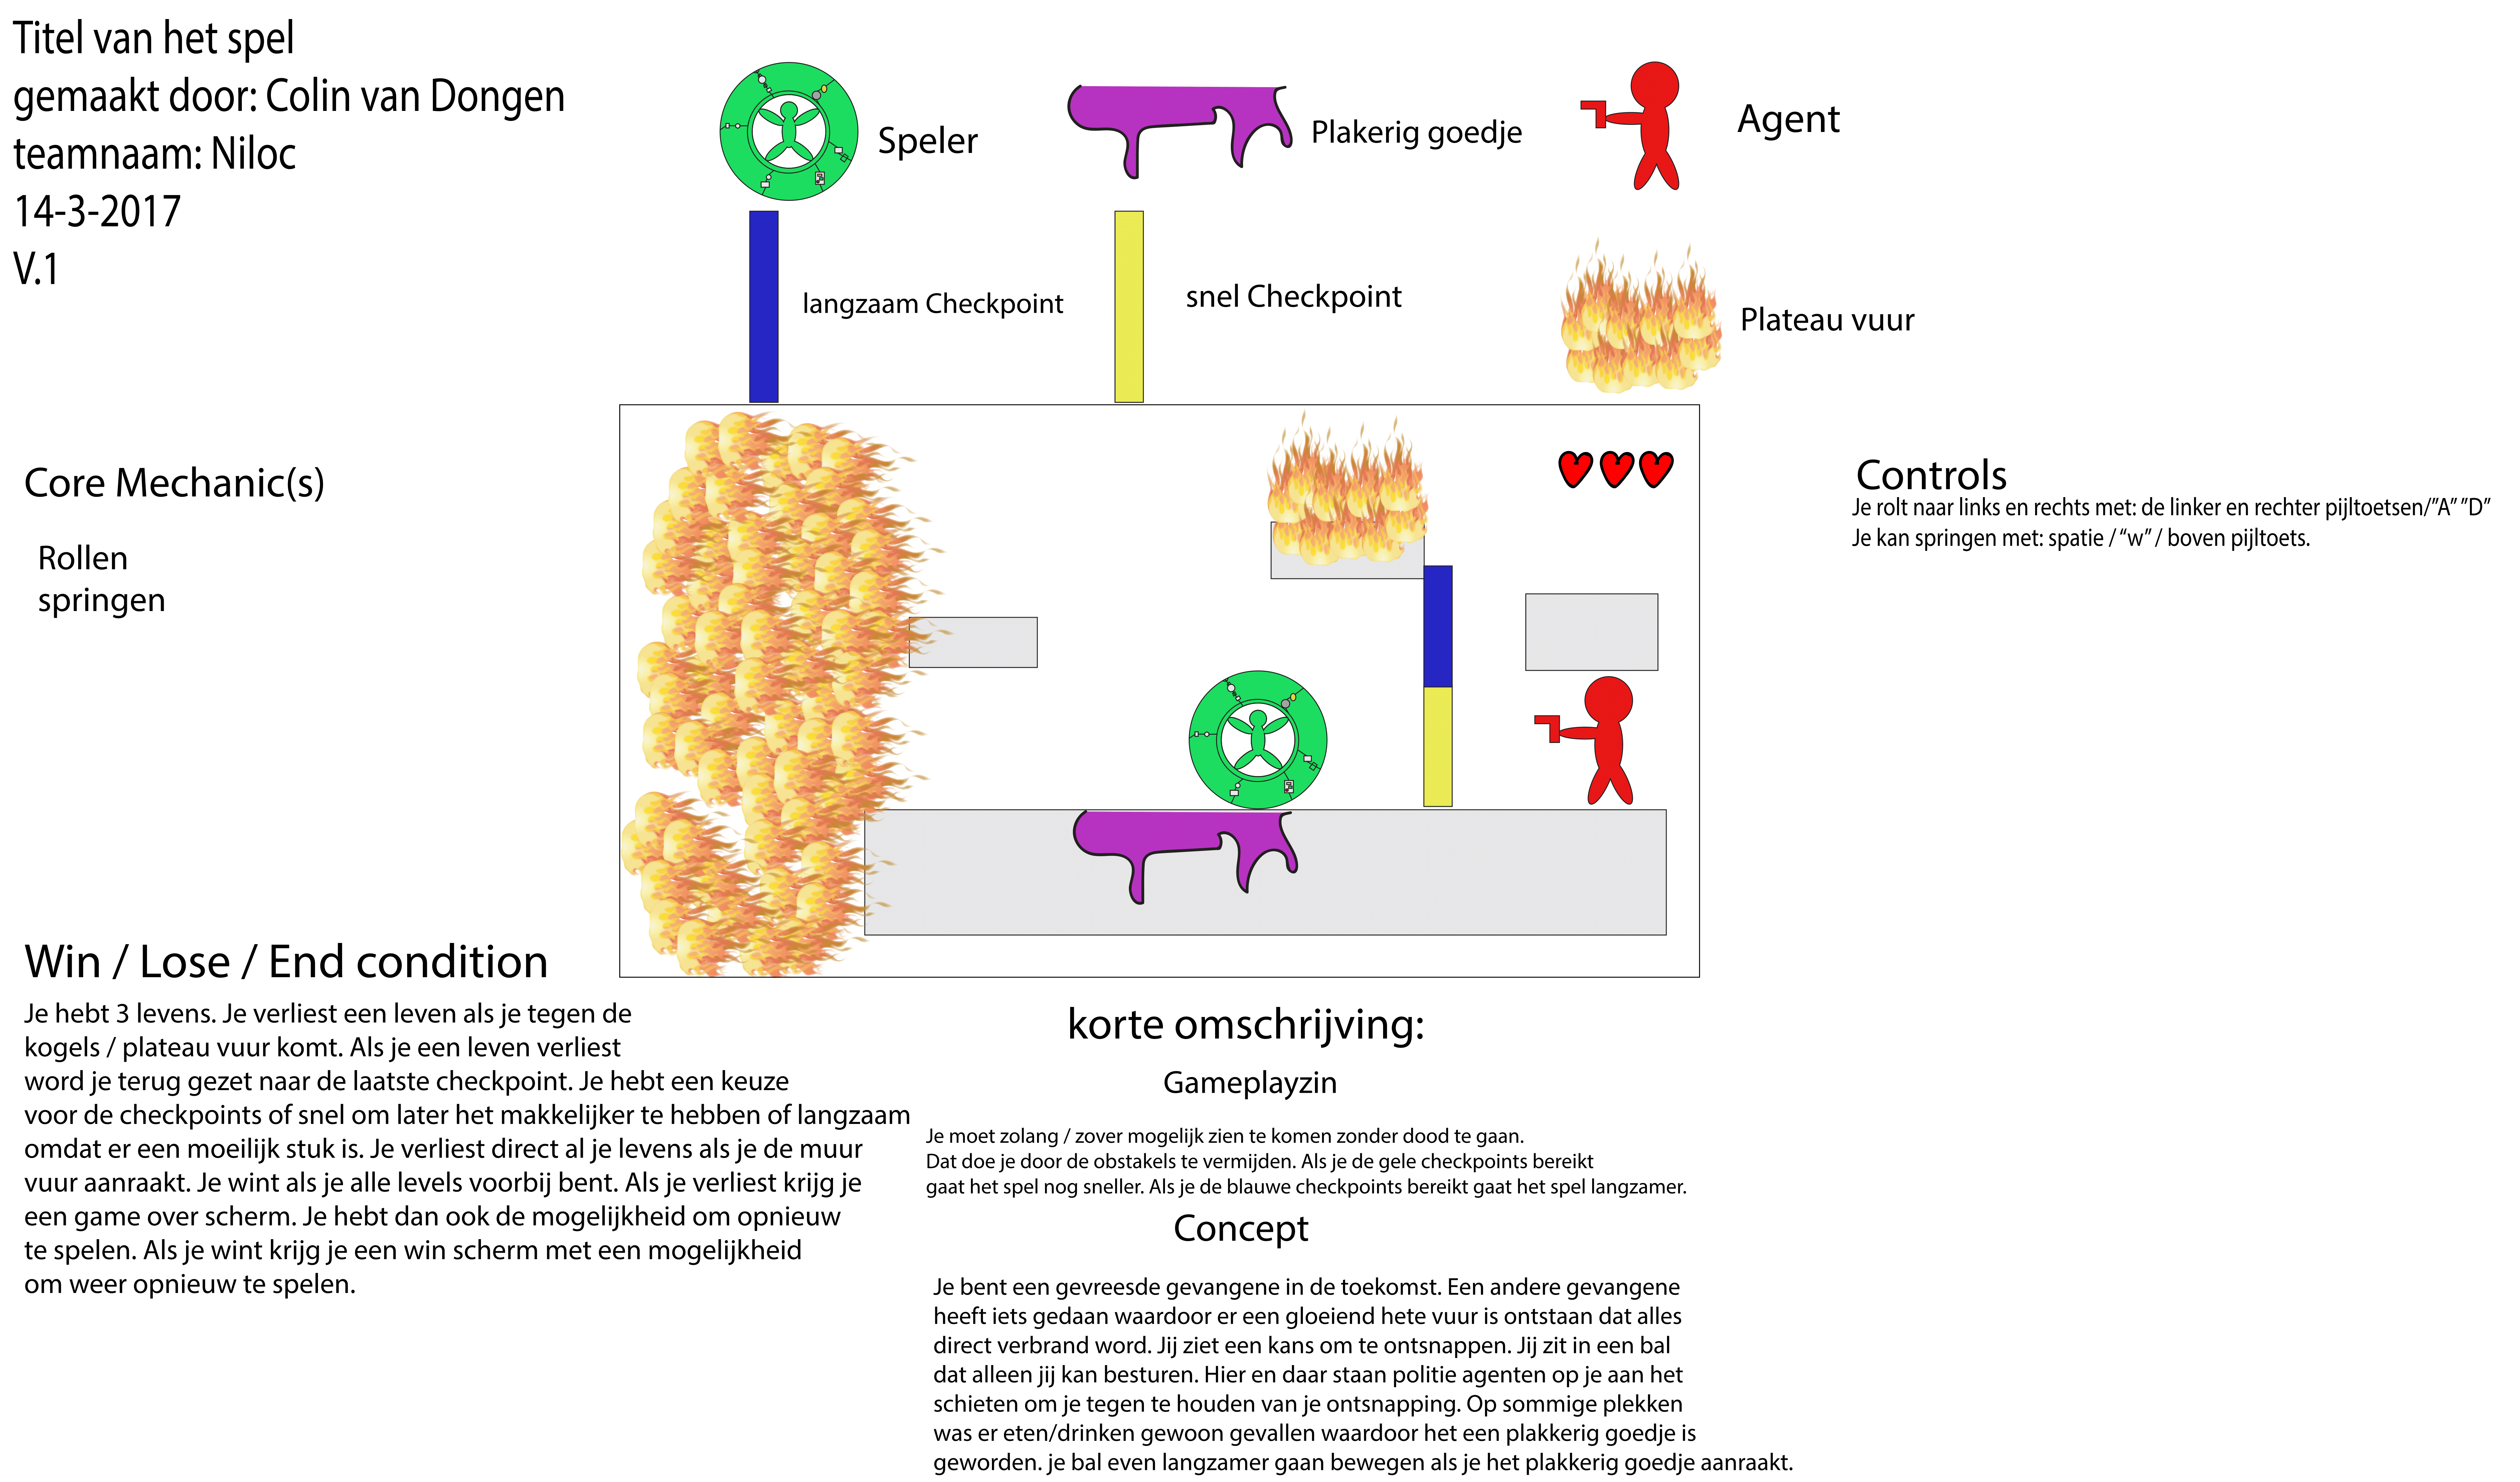 Titel van het spel
gemaakt door: Colin van Dongen
teamnaam: Niloc
14-3-2017
V.1
Speler
Plakerig goedje
Agent
langzaam Checkpoint
snel Checkpoint
Plateau vuur
Core Mechanic(s)
Rollen
springen
Controls
Je rolt naar links en rechts met: de linker en rechter pijltoetsen/”A” ”D”
Je kan springen met: spatie / “w” / boven pijltoets.
Win / Lose / End condition
Je hebt 3 levens. Je verliest een leven als je tegen de
kogels / plateau vuur komt. Als je een leven verliest
word je terug gezet naar de laatste checkpoint. Je hebt een keuze
voor de checkpoints of snel om later het makkelijker te hebben of langzaam
omdat er een moeilijk stuk is. Je verliest direct al je levens als je de muur
vuur aanraakt. Je wint als je alle levels voorbij bent. Als je verliest krijg je
een game over scherm. Je hebt dan ook de mogelijkheid om opnieuw
te spelen. Als je wint krijg je een win scherm met een mogelijkheid
om weer opnieuw te spelen.
korte omschrijving:
Gameplayzin
Je moet zolang / zover mogelijk zien te komen zonder dood te gaan.
Dat doe je door de obstakels te vermijden. Als je de gele checkpoints bereikt
gaat het spel nog sneller. Als je de blauwe checkpoints bereikt gaat het spel langzamer.
Concept
Je bent een gevreesde gevangene in de toekomst. Een andere gevangene
heeft iets gedaan waardoor er een gloeiend hete vuur is ontstaan dat alles
direct verbrand word. Jij ziet een kans om te ontsnappen. Jij zit in een bal
dat alleen jij kan besturen. Hier en daar staan politie agenten op je aan het
schieten om je tegen te houden van je ontsnapping. Op sommige plekken
was er eten/drinken gewoon gevallen waardoor het een plakkerig goedje is
geworden. je bal even langzamer gaan bewegen als je het plakkerig goedje aanraakt.